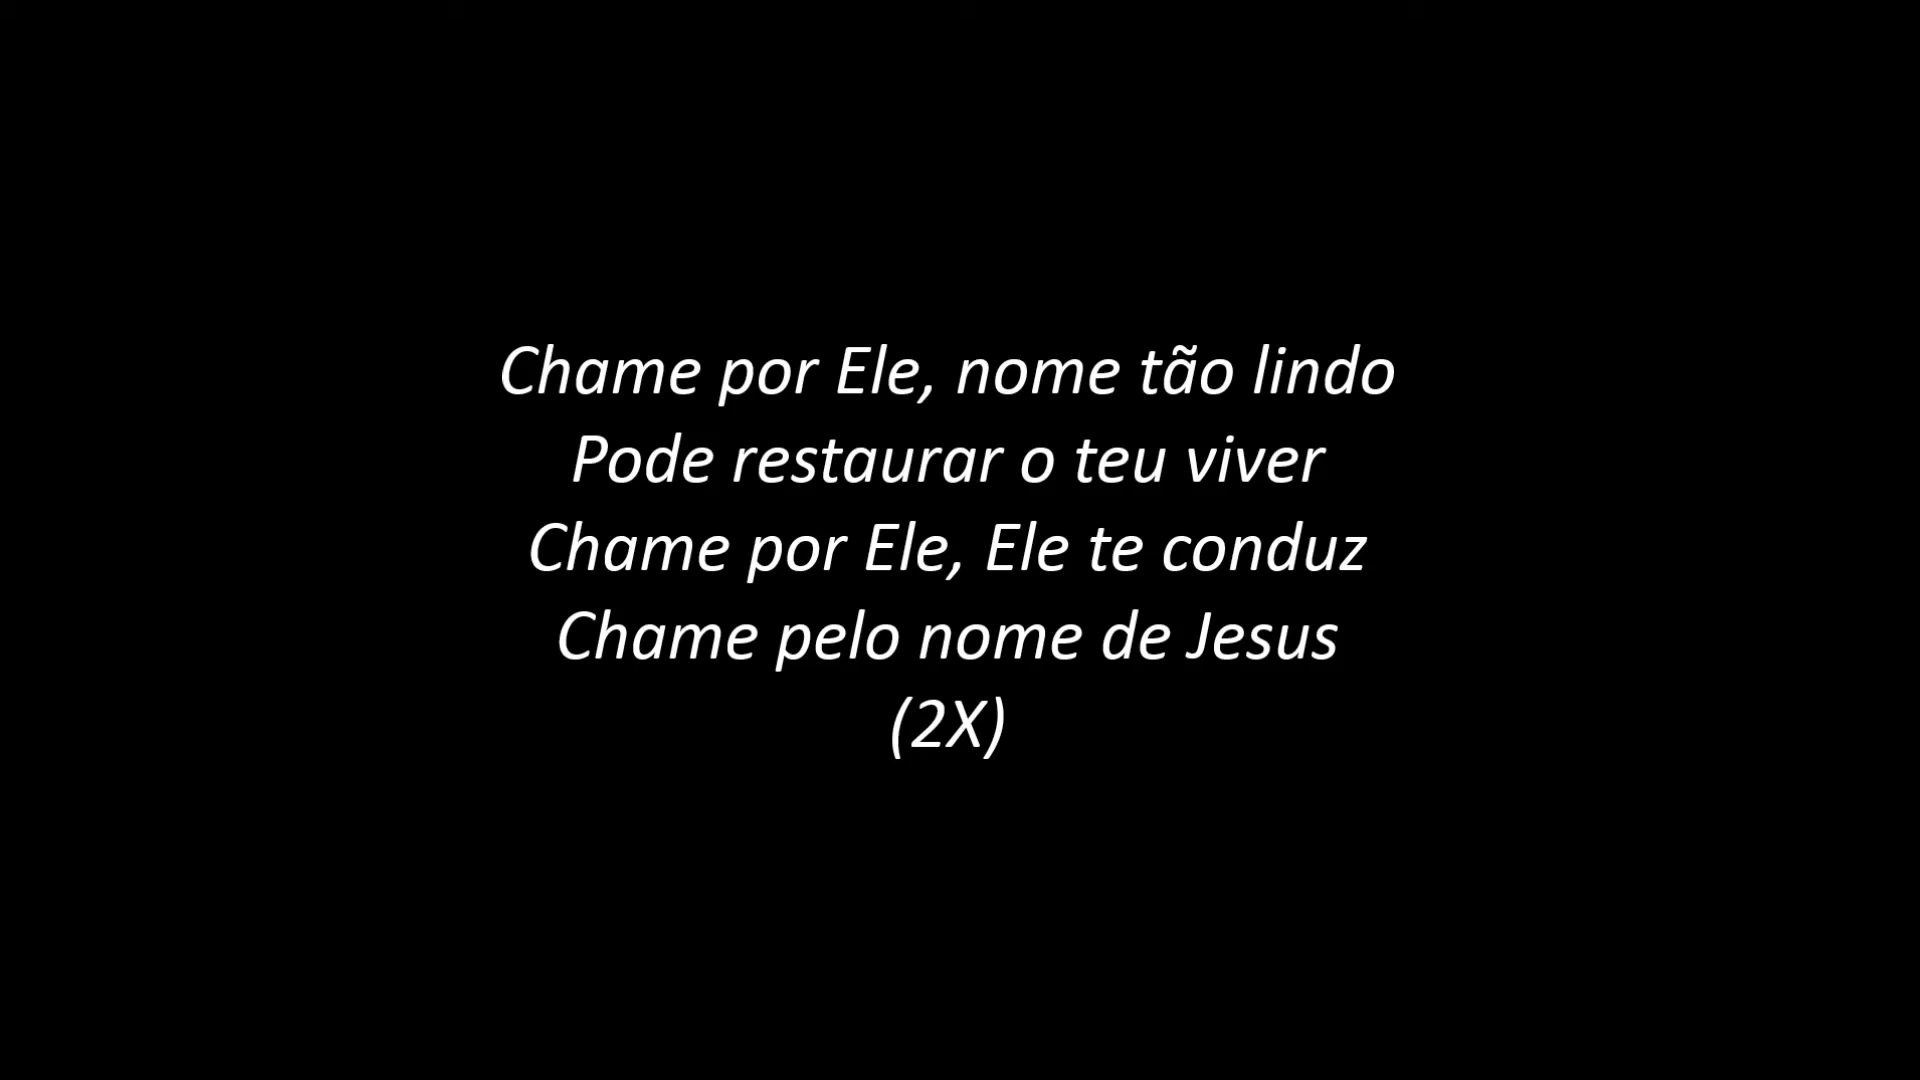 Chame por Ele, nome tão lindo
Pode restaurar o teu viver
Chame por Ele, Ele te conduz
Chame pelo nome de Jesus
(2X)